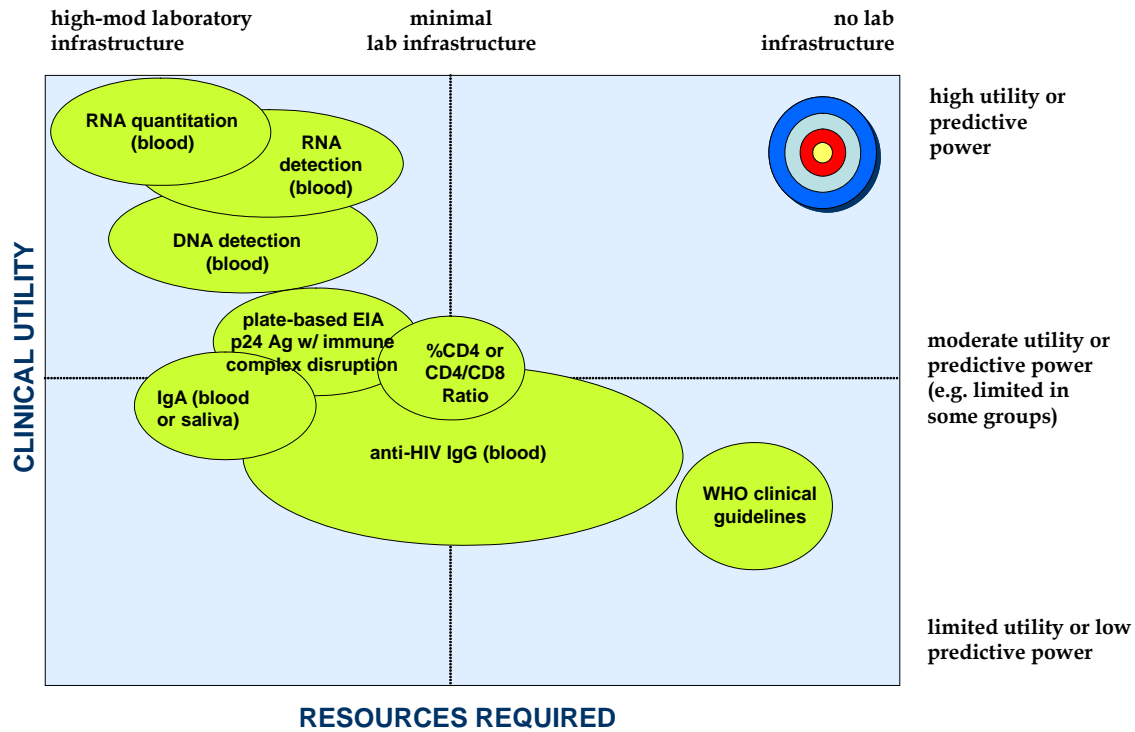 high-mod laboratory
infrastructure
minimal
lab infrastructure
no lab
infrastructure
RNA quantitation
(blood)
RNA
detection
(blood)
DNA detection
(blood)
plate-based EIA
p24 Ag w/ immune
complex disruption
%CD4 or
CD4/CD8
Ratio
IgA (blood
or saliva)
anti-HIV IgG (blood)
WHO clinical
guidelines
high utility or
predictive
power
moderate utility or
predictive power
(e.g. limited in
some groups)
limited utility or low
predictive power
CLINICAL UTILITY
RESOURCES REQUIRED